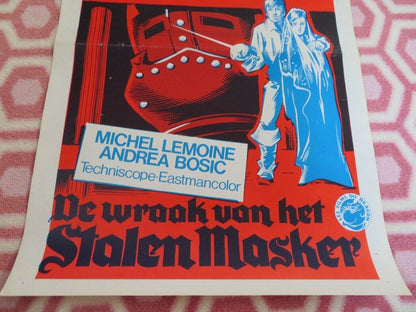 MICHEL LEMOINE
ANDREA BOSIC
Techniscope-Eastmancolor
De wraak van het
Stalen Masker